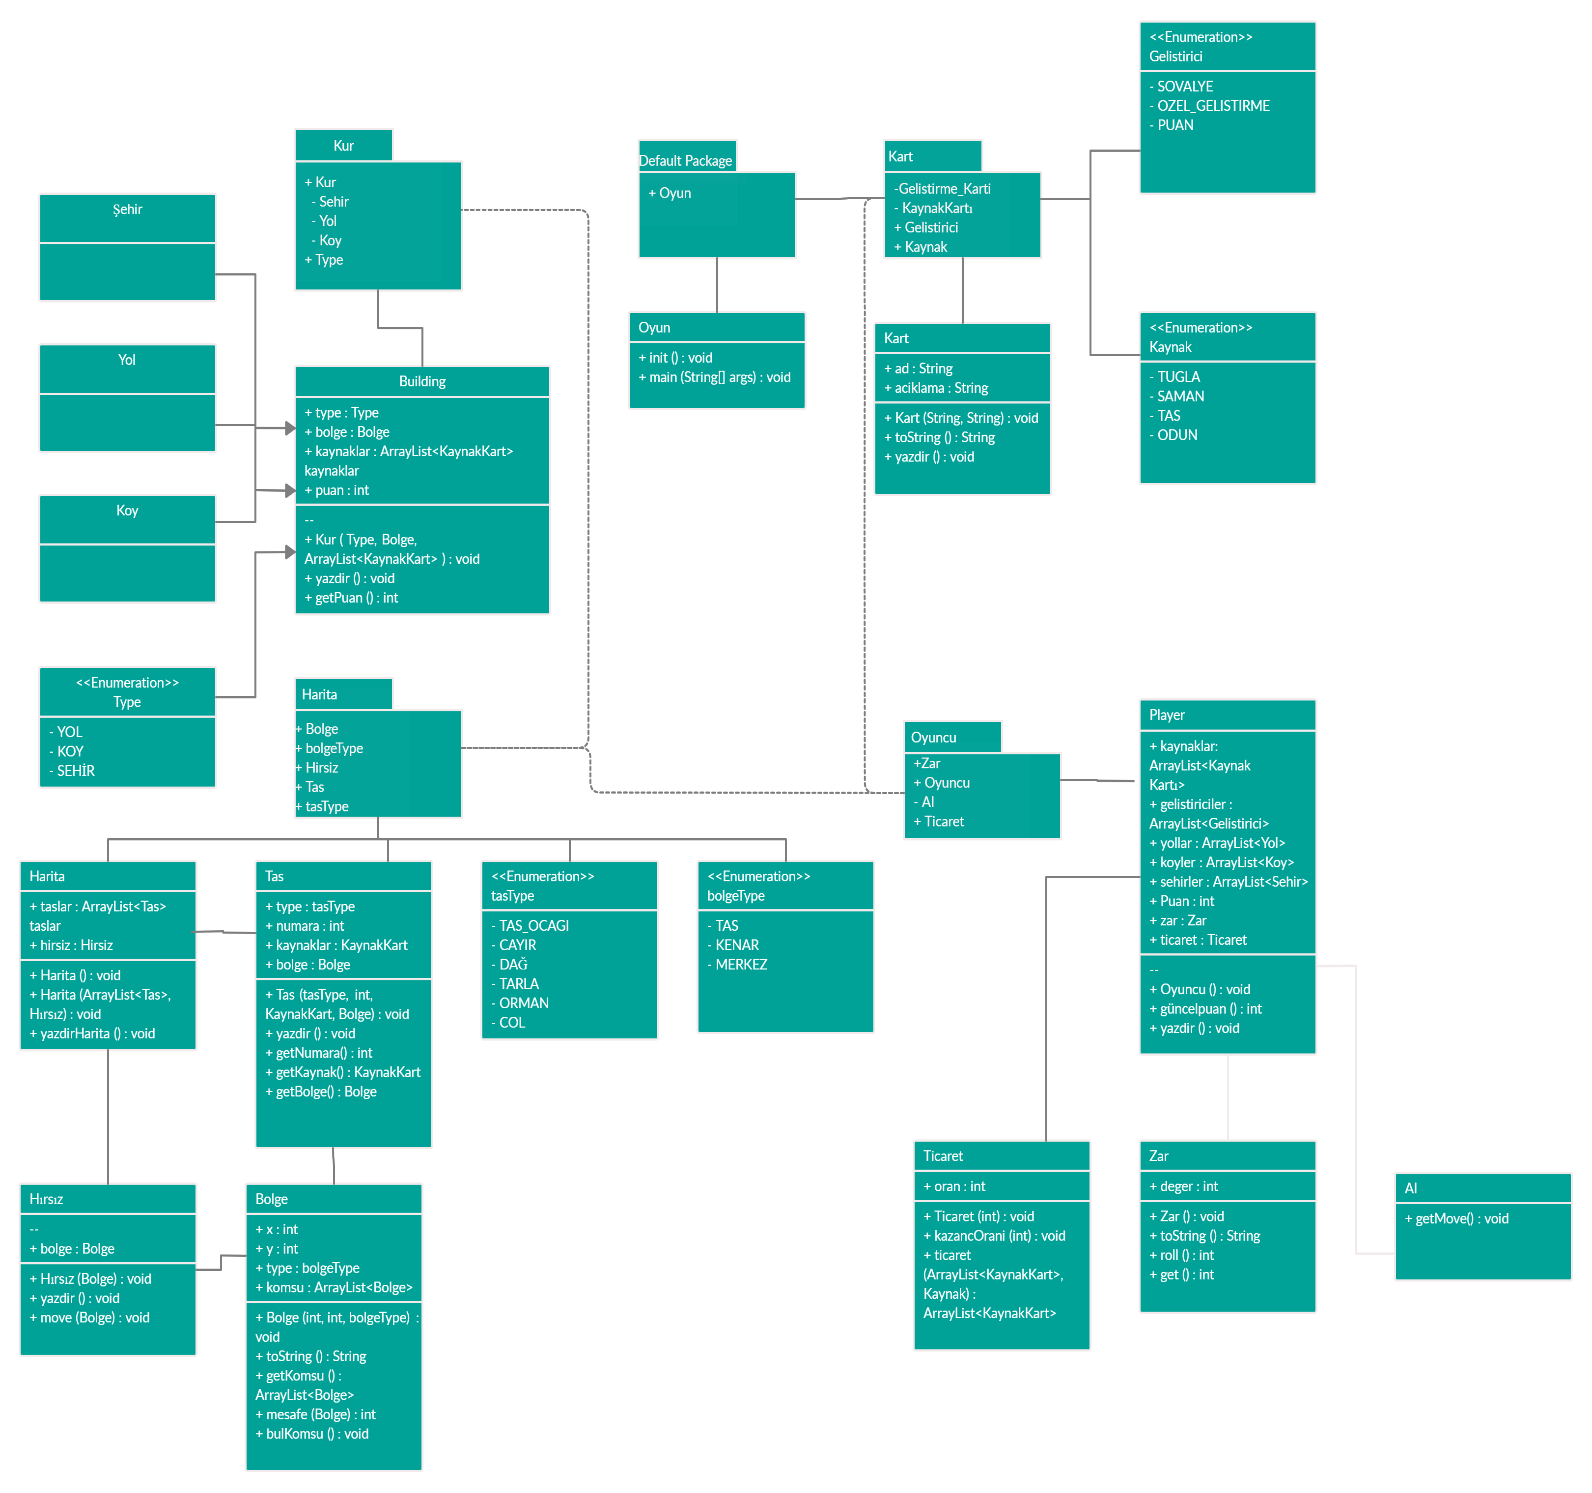 <<Enumeration>>
Gelistirici
- SOVALYE
- OZEL_GELISTIRME
- PUAN
Kur
+ Kur
- Sehir
- Yol
- Koy
+ Type
Default Package
+ Oyun
Kart
-Gelistirme_Karti
- KaynakKartı
+ Gelistirici
+ Kaynak
Şehir
Yol
Koy
Oyun
+ init () : void
+ main (String[] args) : void
Kart
+ ad : String
+ aciklama : String
+ Kart (String, String) : void
+ toString () : String
+ yazdir () : void
<<Enumeration>>
Kaynak
- TUGLA
- SAMAN
- TAS
- ODUN
Building
+ type : Type
+ bolge : Bolge
+ kaynaklar : ArrayList<KaynakKart>
kaynaklar
+ puan : int
--
+ Kur ( Type, Bolge,
ArrayList<KaynakKart> ) : void
+ yazdir () : void
+ getPuan () : int
<<Enumeration>>
Type
- YOL
- KOY
- SEHİR
Harita
+ Bolge
+ bolgeType
+ Hirsiz
+ Tas
+ tasType
Oyuncu
+Zar
+ Oyuncu
- AI
+ Ticaret
Player
+ kaynaklar:
ArrayList<Kaynak
Kartı>
+ gelistiriciler :
ArrayList<Gelistirici>
+ yollar : ArrayList<Yol>
+ koyler : ArrayList<Koy>
+ sehirler : ArrayList<Sehir>
+ Puan : int
+ zar : Zar
+ ticaret : Ticaret
--
+ Oyuncu () : void
+ güncelpuan () : int
+ yazdir () : void
Harita
+ taslar : ArrayList<Tas>
taslar
+ hirsiz : Hirsiz
+ Harita () : void
+ Harita (ArrayList<Tas>,
Hırsız) : void
+ yazdirHarita () : void
Tas
+ type : tasType
+ numara : int
+ kaynaklar : KaynakKart
+ bolge : Bolge
+ Tas (tasType, int,
KaynakKart, Bolge) : void
+ yazdir () : void
+ getNumara() : int
+ getKaynak() : KaynakKart
+ getBolge() : Bolge
<<Enumeration>>
tasType
- TAS_OCAGI
- CAYIR
- DAĞ
- TARLA
- ORMAN
- COL
<<Enumeration>>
bolgeType
- TAS
- KENAR
- MERKEZ
Hırsız
--
+ bolge : Bolge
+ Hırsız (Bolge) : void
+ yazdir () : void
+ move (Bolge) : void
Bolge
+ x : int
+ y : int
+ type : bolgeType
+ komsu : ArrayList<Bolge>
+ Bolge (int, int, bolgeType) :
void
+ toString () : String
+ getKomsu () :
ArrayList<Bolge>
+ mesafe (Bolge) : int
+ bulKomsu () : void
Ticaret
+ oran : int
+ Ticaret (int) : void
+ kazancOrani (int) : void
+ ticaret
(ArrayList<KaynakKart>,
Kaynak) :
ArrayList<KaynakKart>
Zar
+ deger : int
+ Zar () : void
+ toString () : String
+ roll () : int
+ get () : int
AI
+ getMove() : void